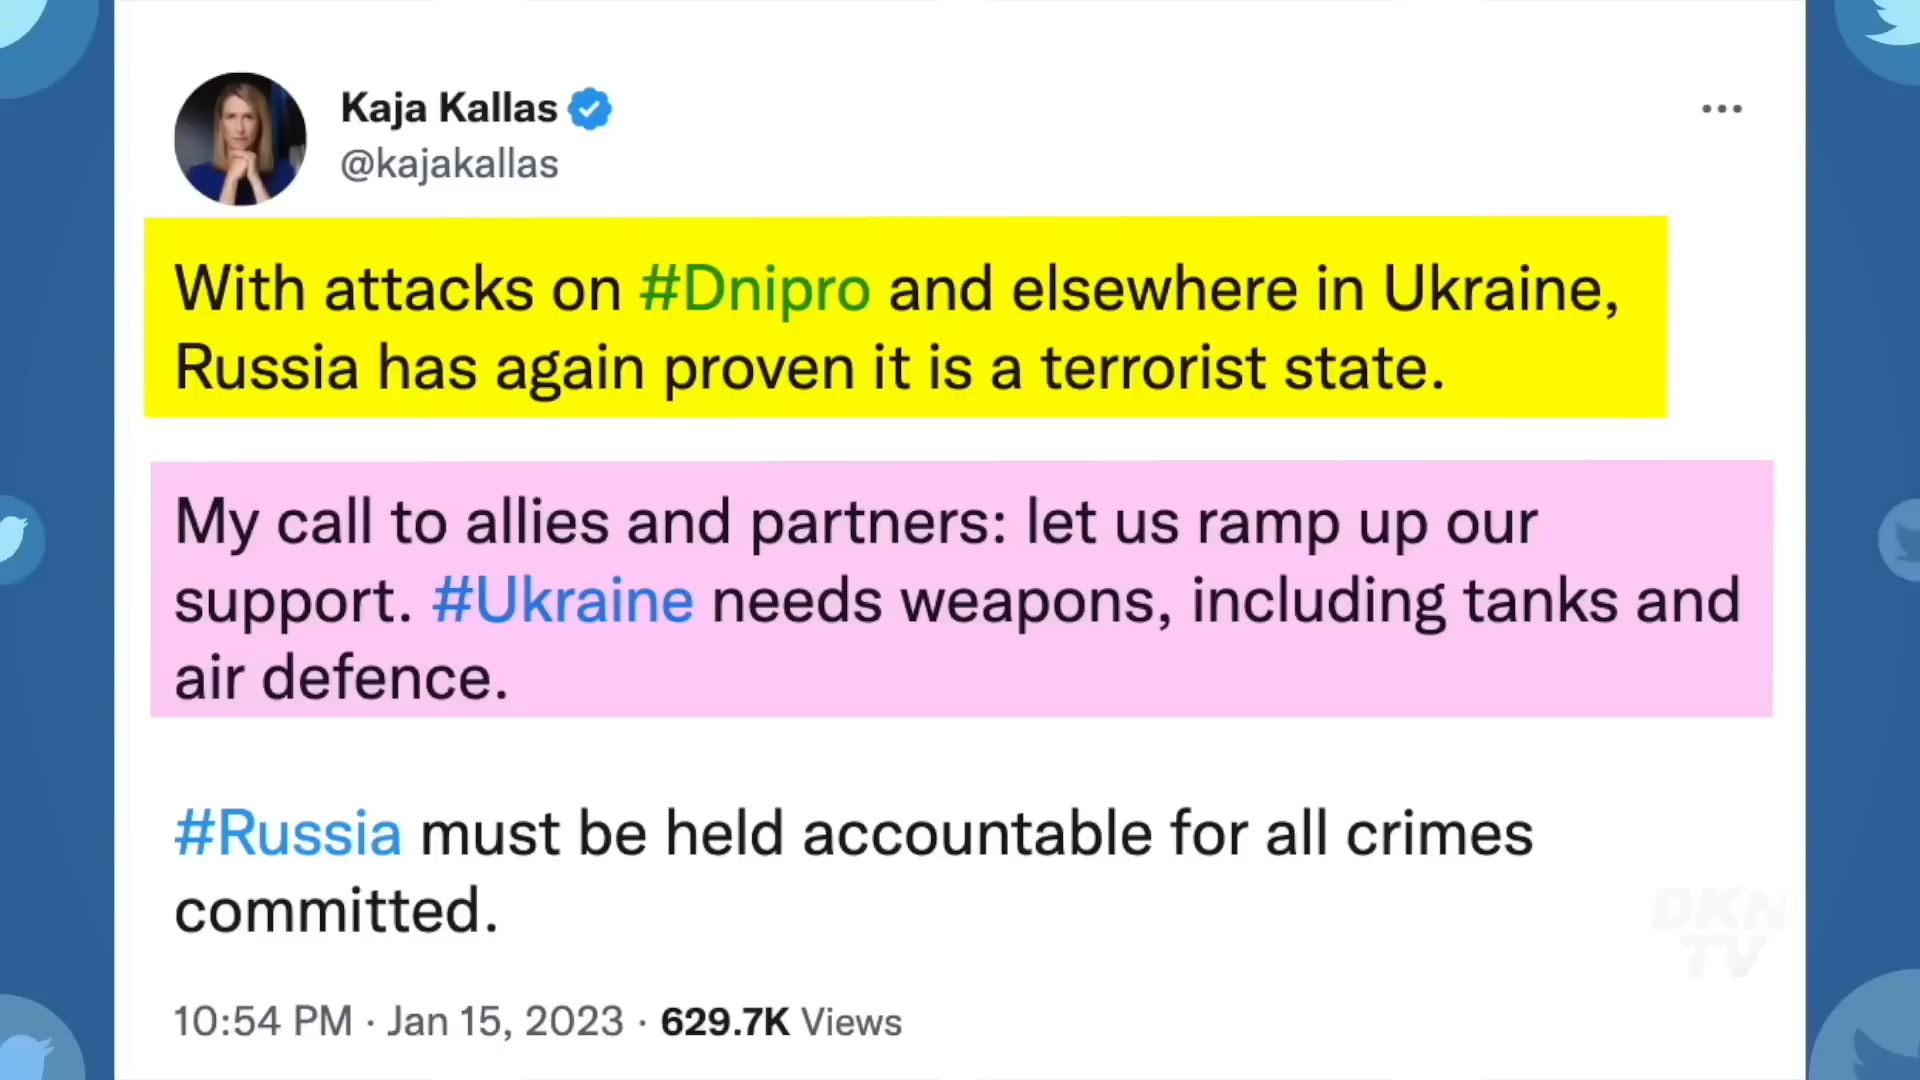 Kaja Kallas
@kajakallas
With attacks on #Dnipro and elsewhere in Ukraine,
Russia has again proven it is a terrorist state.
My call to allies and partners: let us ramp up our
support. #Ukraine needs weapons, including tanks and
air defence.
#Russia must be held accountable for all crimes
committed.
DKN
TV
10:54 PM · Jan 15, 2023 · 629.7K Views